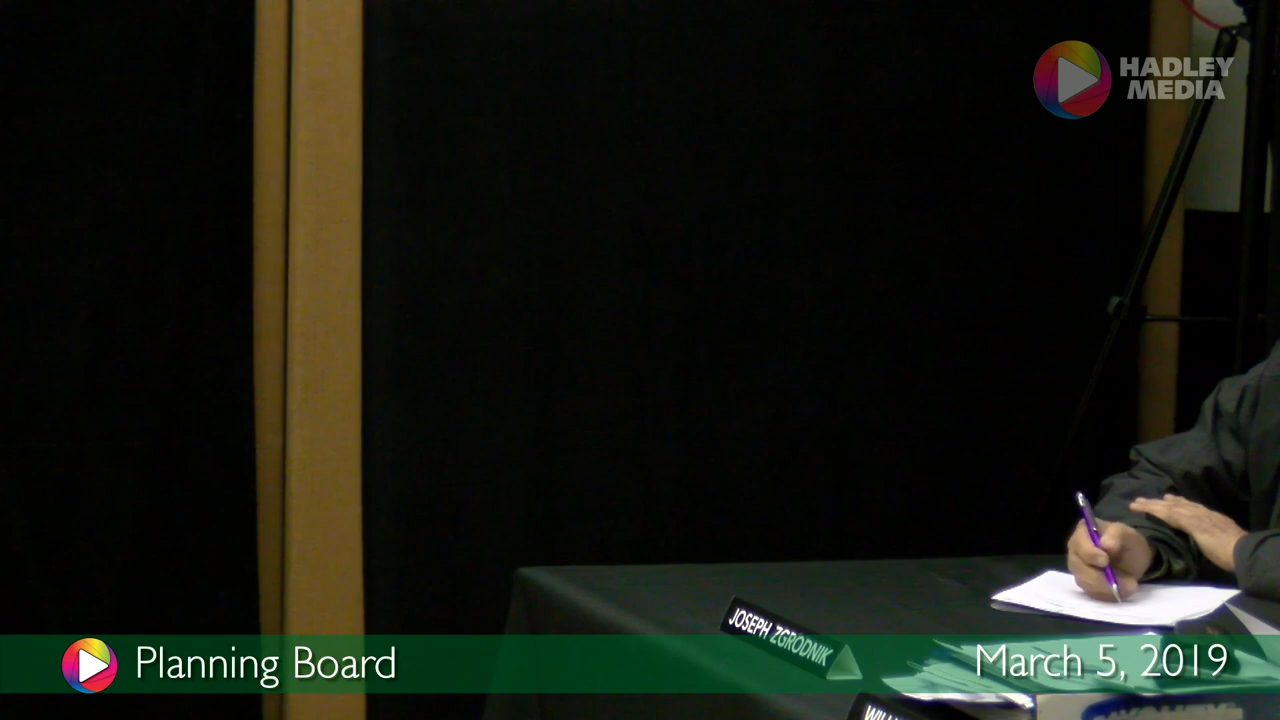 HADLEY
MEDIA
JOSEPH ZGRODNIK
Planning Board
March 5, 2019